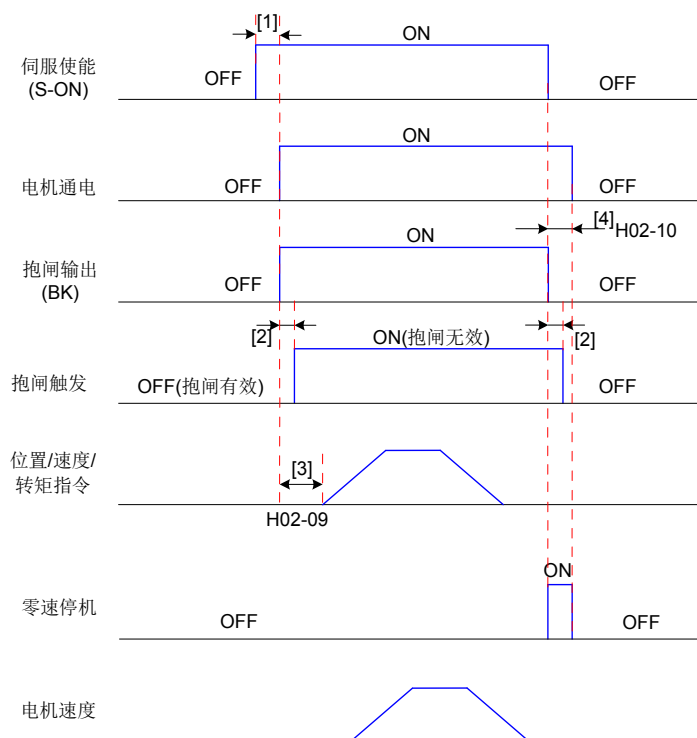 [1]
ON
伺服使能
(S-ON)
OFF
OFF
ON
电机通电
OFF
OFF
[4]
H02-10
ON
抱闸输出
(BK)
OFF
OFF
[2]
[2]
ON(抱闸无效)
抱闸触发
OFF(抱闸有效)
OFF
位置/速度/
转矩指令
[3]
H02-09
ON
零速停机
OFF
OFF
电机速度